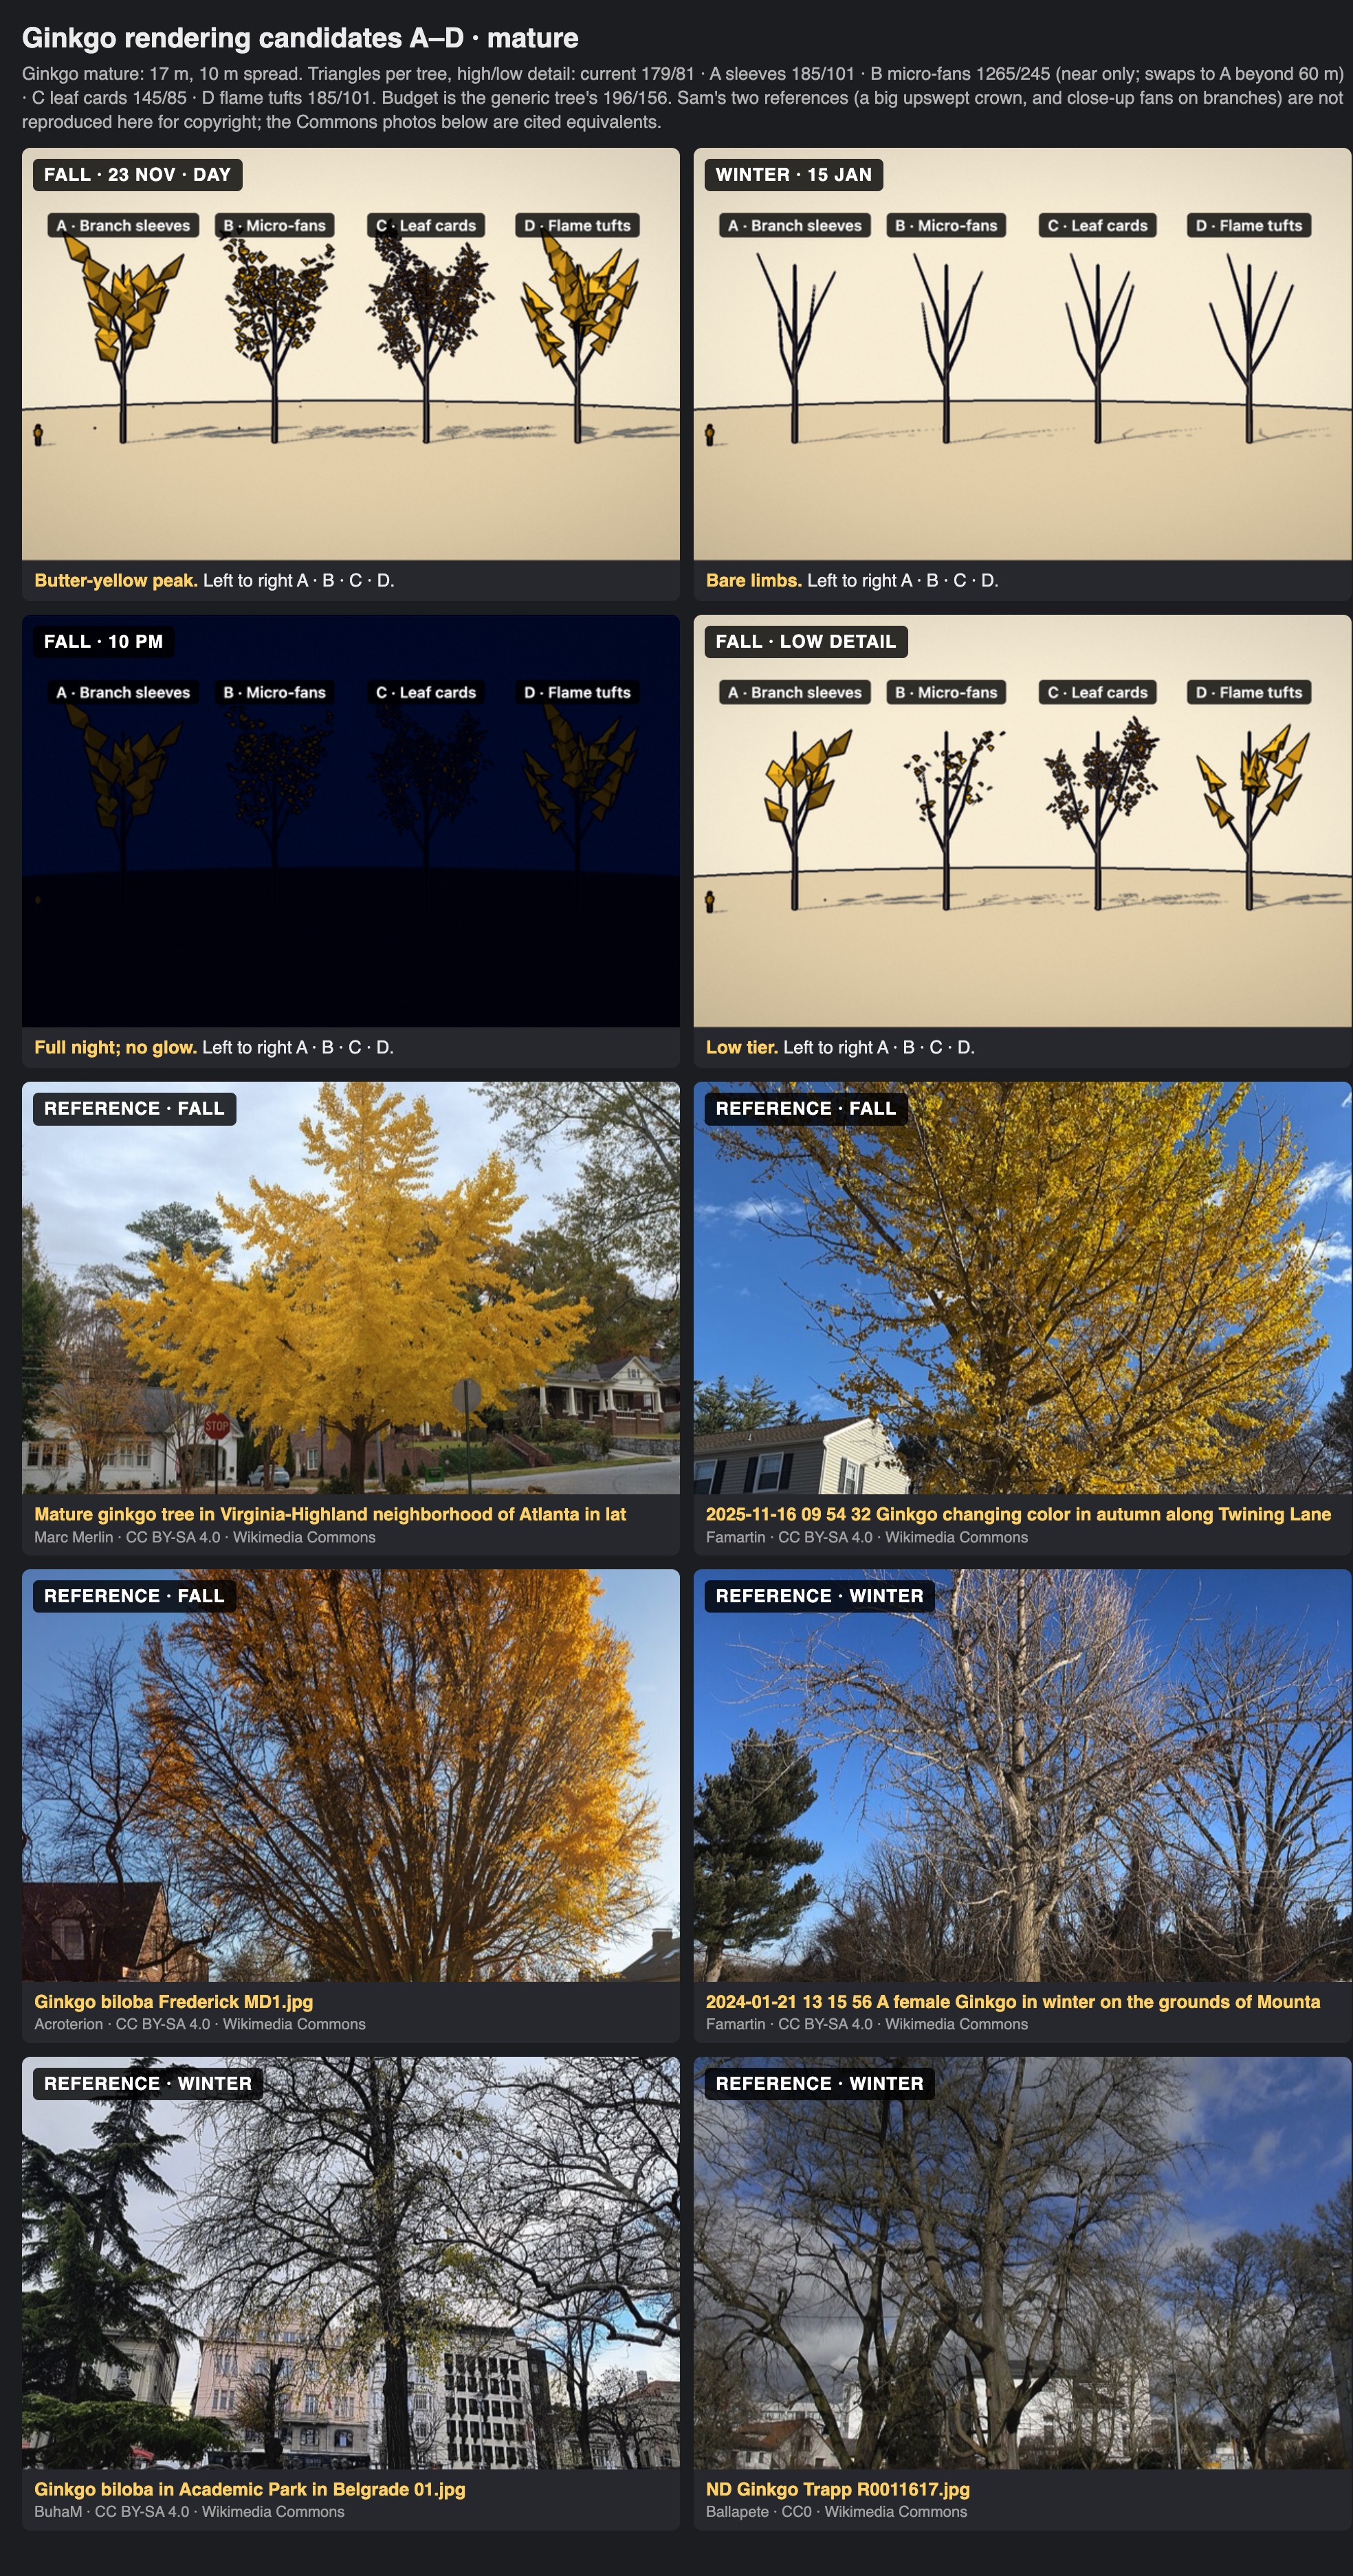 Ginkgo rendering candidates A–D · mature
Ginkgo mature: 17 m, 10 m spread. Triangles per tree, high/low detail: current 179/81 · A sleeves 185/101 · B micro-fans 1265/245 (near only; swaps to A beyond 60 m)
· C leaf cards 145/85 · D flame tufts 185/101. Budget is the generic tree's 196/156. Sam's two references (a big upswept crown, and close-up fans on branches) are not
reproduced here for copyright; the Commons photos below are cited equivalents.
FALL · 23 NOV · DAY
A · Branch sleeves
B · Micro-fans
C · Leaf cards
D · Flame tufts
Butter-yellow peak. Left to right A · B · C · D.
WINTER · 15 JAN
A · Branch sleeves
B · Micro-fans
C · Leaf cards
D · Flame tufts
Bare limbs. Left to right A · B · C · D.
FALL · 10 PM
A · Branch sleeves
B · Micro-fans
C · Leaf cards
D · Flame tufts
Full night; no glow. Left to right A · B · C · D.
FALL · LOW DETAIL
A · Branch sleeves
B · Micro-fans
C · Leaf cards
D · Flame tufts
Low tier. Left to right A · B · C · D.
REFERENCE · FALL
STOP
Mature ginkgo tree in Virginia-Highland neighborhood of Atlanta in lat
Marc Merlin · CC BY-SA 4.0 · Wikimedia Commons
REFERENCE · FALL
2025-11-16 09 54 32 Ginkgo changing color in autumn along Twining Lane
Famartin · CC BY-SA 4.0 · Wikimedia Commons
REFERENCE · FALL
Ginkgo biloba Frederick MD1.jpg
Acroterion · CC BY-SA 4.0 · Wikimedia Commons
REFERENCE · WINTER
2024-01-21 13 15 56 A female Ginkgo in winter on the grounds of Mounta
Famartin · CC BY-SA 4.0 · Wikimedia Commons
REFERENCE · WINTER
Ginkgo biloba in Academic Park in Belgrade 01.jpg
BuhaM · CC BY-SA 4.0 · Wikimedia Commons
REFERENCE · WINTER
ND Ginkgo Trapp R0011617.jpg
Ballapete · CC0 · Wikimedia Commons